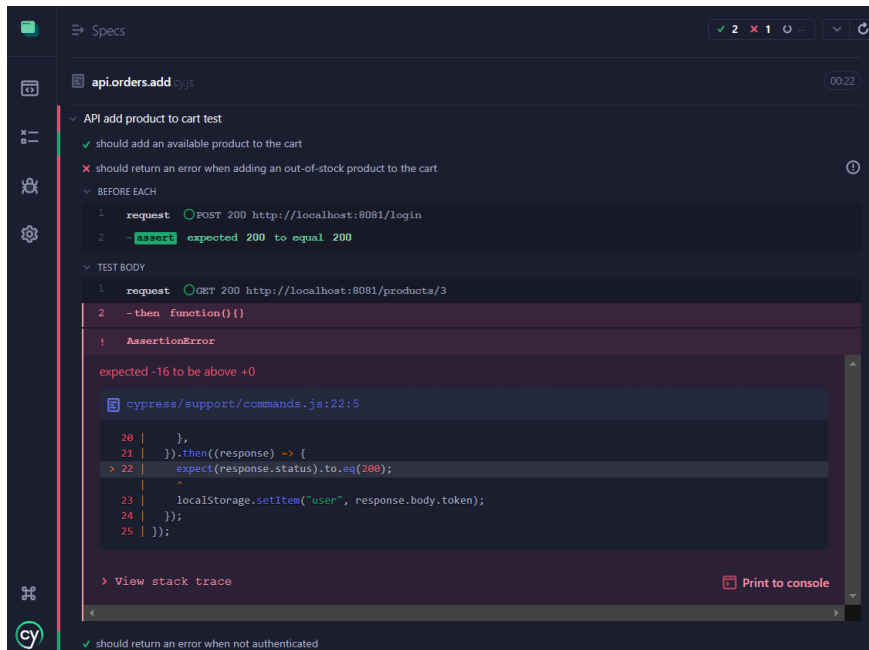 Specs
2 1 --
api.orders.add cy.js
00:22
API add product to cart test
should add an available product to the cart
should return an error when adding an out-of-stock product to the cart
BEFORE EACH
1 request POST 200 http://localhost:8081/login
2 -assert expected 200 to equal 200
TEST BODY
1 request GET 200 http://localhost:8081/products/3
2 -then function(){}
! AssertionError
expected -16 to be above +0
cypress/support/commands.js:22:5
20 | },
21 | }).then((response) => {
> 22 | expect(response.status).to.eq(200);
| ^
23 | localStorage.setItem("user", response.body.token);
24 | });
25 | });
> View stack trace
Print to console
cy
should return an error when not authenticated